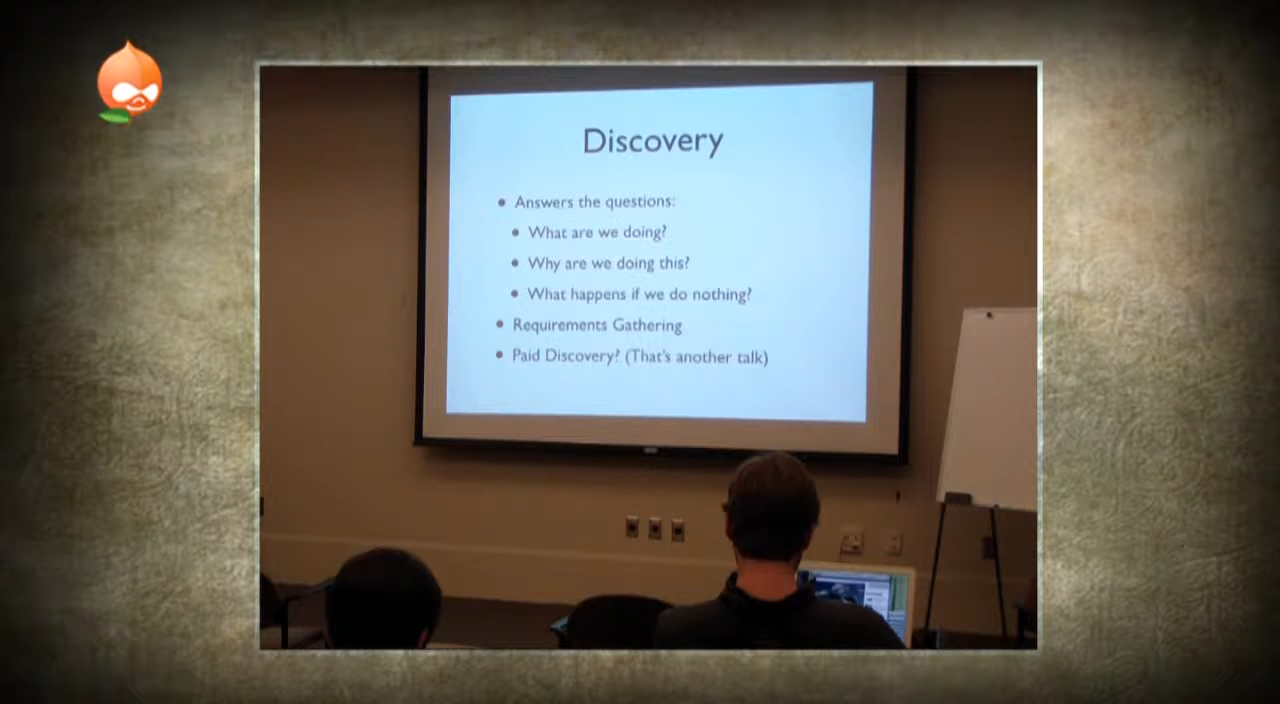 Discovery
Answers the questions:
What are we doing?
Why are we doing this?
What happens if we do nothing?
Requirements Gathering
Paid Discovery? (That's another talk)